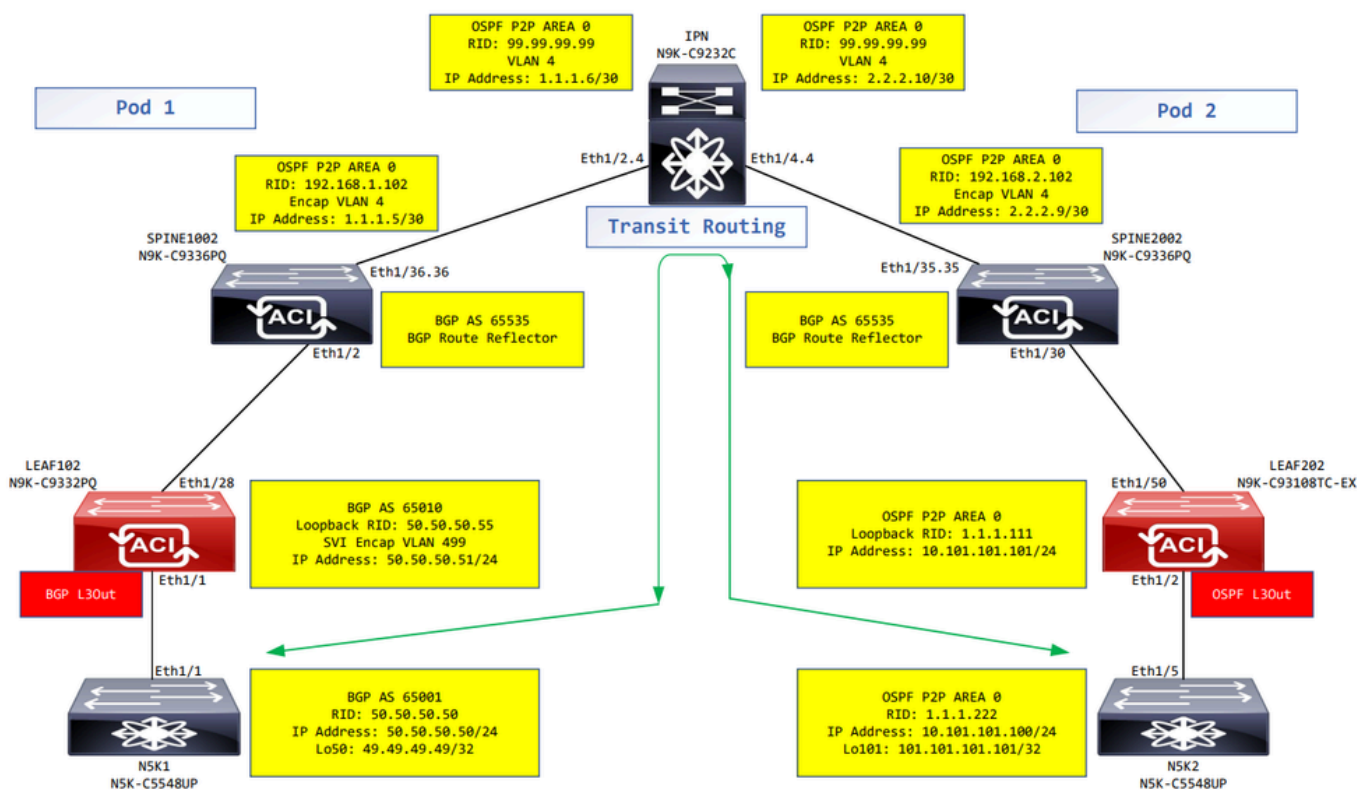 OSPF P2P AREA 0
RID: 99.99.99.99
VLAN 4
IP Address: 1.1.1.6/30
IPN
N9K-C9232C
OSPF P2P AREA 0
RID: 99.99.99.99
VLAN 4
IP Address: 2.2.2.10/30
Pod 1
Pod 2
Eth1/2.4
Eth1/4.4
OSPF P2P AREA 0
RID: 192.168.1.102
Encap VLAN 4
IP Address: 1.1.1.5/30
OSPF P2P AREA 0
RID: 192.168.2.102
Encap VLAN 4
IP Address: 2.2.2.9/30
Transit Routing
SPINE1002
N9K-C9336PQ
Eth1/36.36
ACI
Eth1/2
BGP AS 65535
BGP Route Reflector
SPINE2002
N9K-C9336PQ
Eth1/35.35
ACI
Eth1/30
BGP AS 65535
BGP Route Reflector
LEAF102
N9K-C9332PQ
Eth1/28
ACI
Eth1/1
BGP L3Out
BGP AS 65010
Loopback RID: 50.50.50.55
SVI Encap VLAN 499
IP Address: 50.50.50.51/24
OSPF P2P AREA 0
Loopback RID: 1.1.1.111
IP Address: 10.101.101.101/24
LEAF202
N9K-C93108TC-EX
Eth1/50
ACI
Eth1/2
OSPF L3Out
Eth1/1
N5K1
N5K-C5548UP
BGP AS 65001
RID: 50.50.50.50
IP Address: 50.50.50.50/24
Lo50: 49.49.49.49/32
OSPF P2P AREA 0
RID: 1.1.1.222
IP Address: 10.101.101.100/24
Lo101: 101.101.101.101/32
Eth1/5
N5K2
N5K-C5548UP